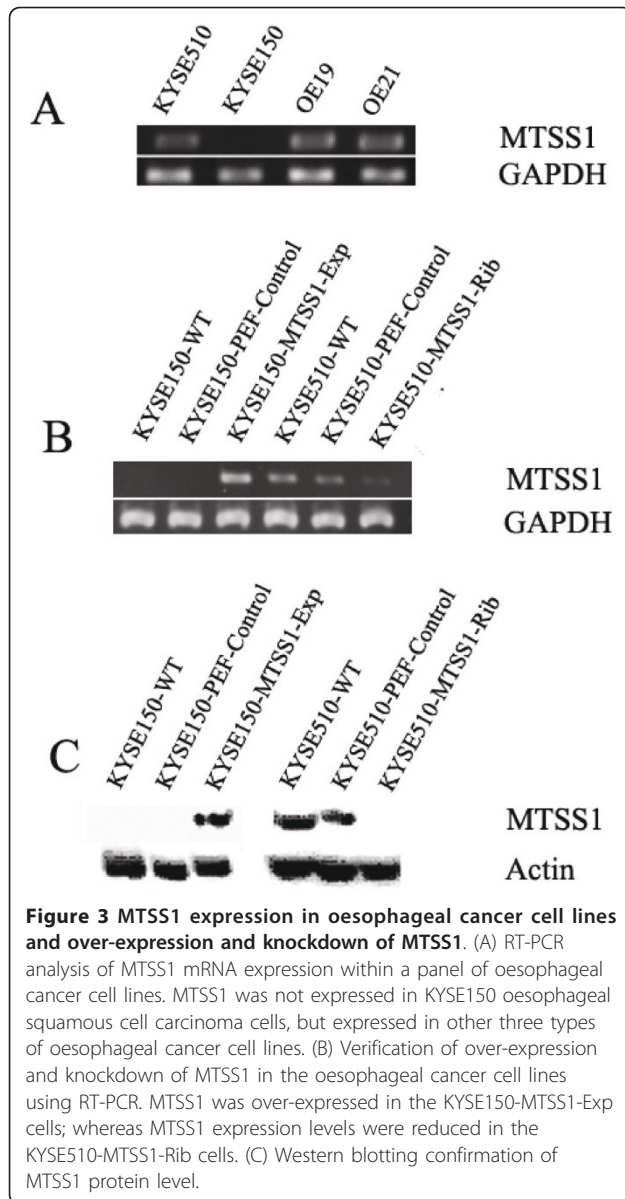 A
KYSE510
KYSE150
OE19
OE21
MTSS1
GAPDH
B
KYSE150-WT
KYSE150-PEF-Control
KYSE150-MTSS1-Exp
KYSE510-WT
KYSE510-PEF-Control
KYSE510-MTSS1-Rib
MTSS1
GAPDH
C
KYSE150-WT
KYSE150-PEF-Control
KYSE150-MTSS1-Exp
KYSE510-WT
KYSE510-PEF-Control
KYSE510-MTSS1-Rib
MTSS1
Actin
Figure 3 MTSS1 expression in oesophageal cancer cell lines
and over-expression and knockdown of MTSS1. (A) RT-PCR
analysis of MTSS1 mRNA expression within a panel of oesophageal
cancer cell lines. MTSS1 was not expressed in KYSE150 oesophageal
squamous cell carcinoma cells, but expressed in other three types
of oesophageal cancer cell lines. (B) Verification of over-expression
and knockdown of MTSS1 in the oesophageal cancer cell lines
using RT-PCR. MTSS1 was over-expressed in the KYSE150-MTSS1-Exp
cells; whereas MTSS1 expression levels were reduced in the
KYSE510-MTSS1-Rib cells. (C) Western blotting confirmation of
MTSS1 protein level.